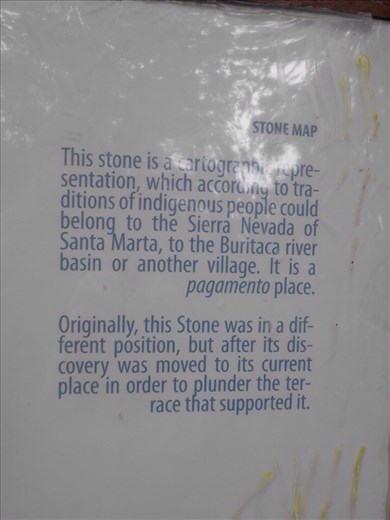 STONE MAP
This stone is a cartographic repre-
sentation, which according to tra-
ditions of indigenous people could
belong to the Sierra Nevada of
Santa Marta, to the Buritaca river
basin or another village. It is a
pagamento place.
Originally, this Stone was in a dif-
ferent position, but after its dis-
covery was moved to its current
place in order to plunder the ter-
race that supported it.